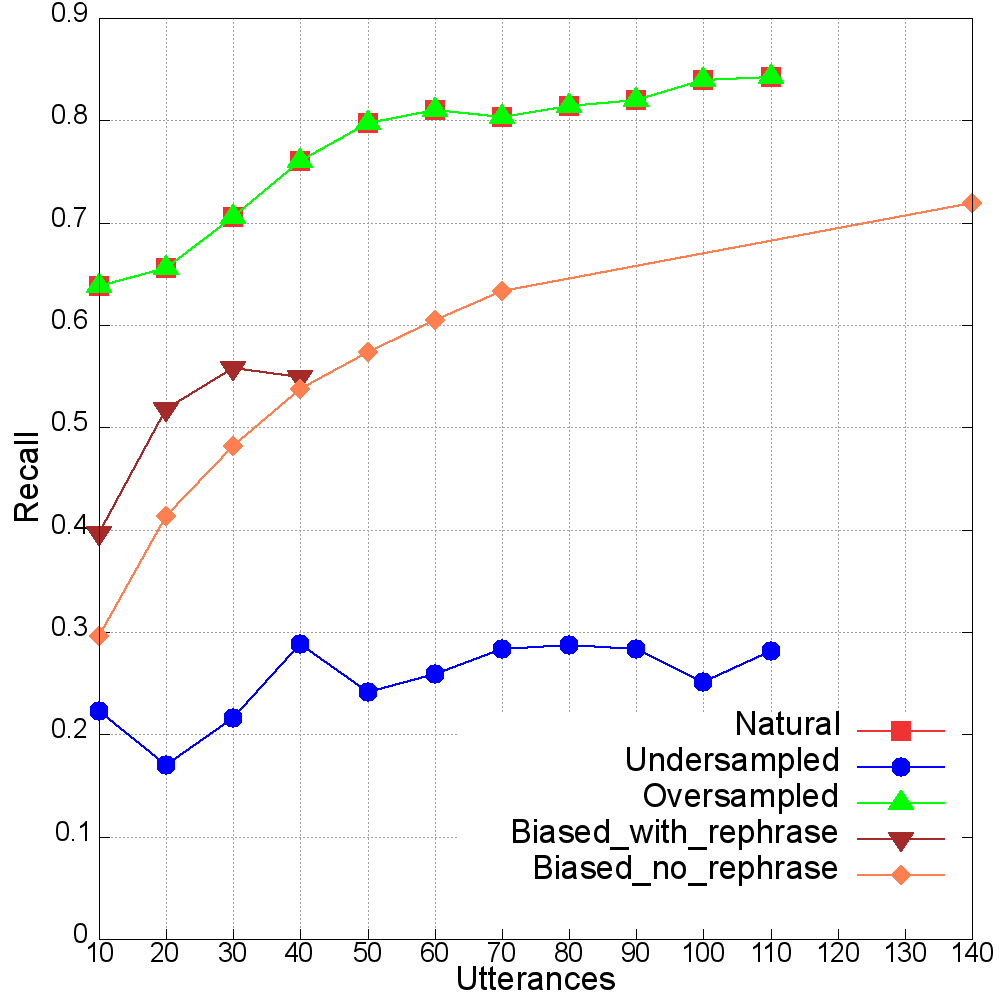 0.9
0.8
0.7
0.6
0.5
0.4
0.3
0.2
0.1
0
Recall
Natural
Undersampled
Oversampled
Biased_with_rephrase
Biased_no_rephrase
10 20 30 40 50 60 70 80 90 100 110 120 130 140
Utterances